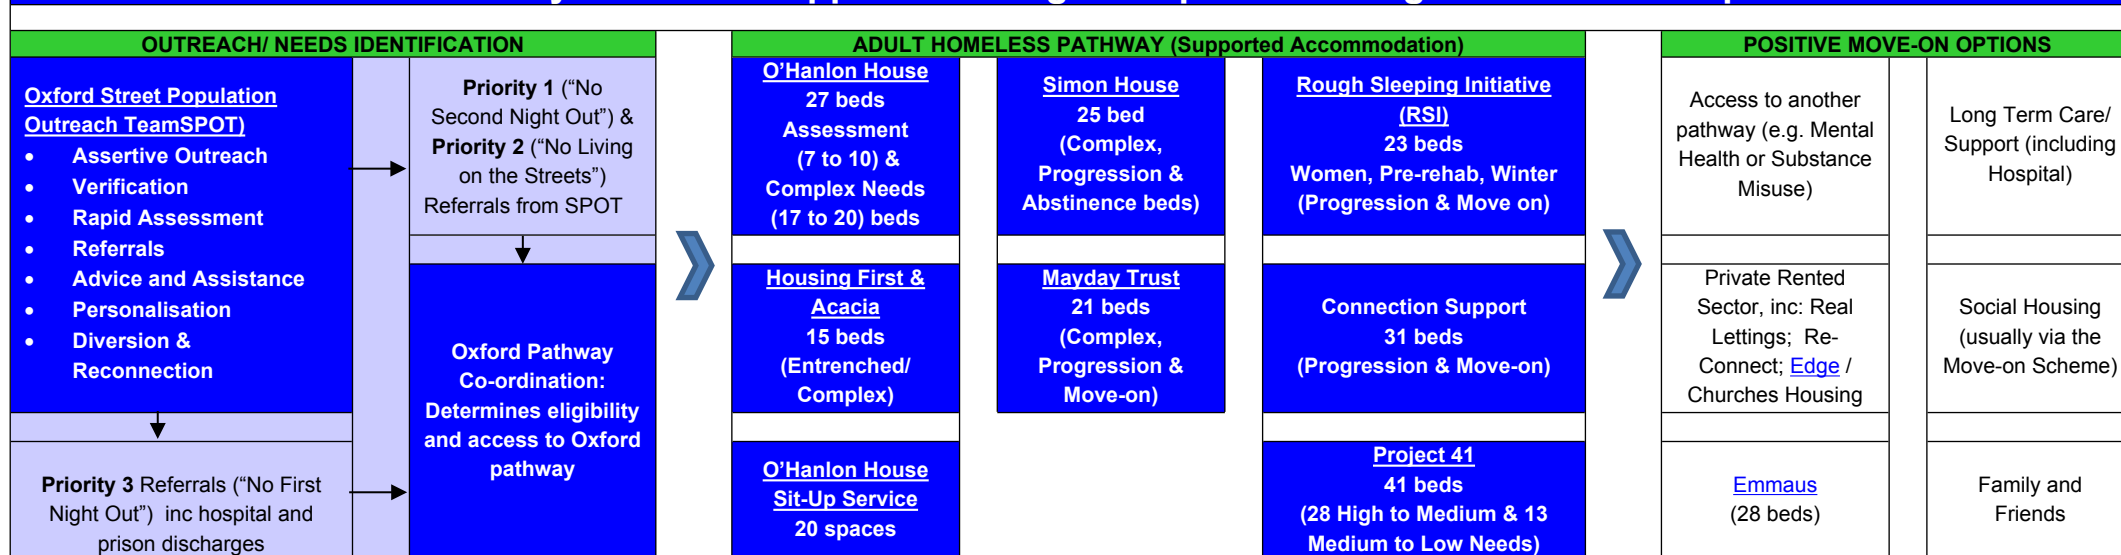 OUTREACH/ NEEDS IDENTIFICATION
Oxford Street Population
Outreach TeamSPOT)
• Assertive Outreach
• Verification
• Rapid Assessment
• Referrals
• Advice and Assistance
• Personalisation
• Diversion &
Reconnection
Priority 1 (“No
Second Night Out”) &
Priority 2 (“No Living
on the Streets”)
Referrals from SPOT
Oxford Pathway
Co-ordination:
Determines eligibility
and access to Oxford
pathway
Priority 3 Referrals (“No First
Night Out”) inc hospital and
prison discharges
ADULT HOMELESS PATHWAY (Supported Accommodation)
O’Hanlon House
27 beds
Assessment
(7 to 10) &
Complex Needs
(17 to 20) beds
Simon House
25 bed
(Complex,
Progression &
Abstinence beds)
Rough Sleeping Initiative
(RSI)
23 beds
Women, Pre-rehab, Winter
(Progression & Move on)
Housing First &
Acacia
15 beds
(Entrenched/
Complex)
Mayday Trust
21 beds
(Complex,
Progression &
Move-on)
Connection Support
31 beds
(Progression & Move-on)
O’Hanlon House
Sit-Up Service
20 spaces
Project 41
41 beds
(28 High to Medium & 13
Medium to Low Needs)
POSITIVE MOVE-ON OPTIONS
Access to another
pathway (e.g. Mental
Health or Substance
Misuse)
Long Term Care/
Support (including
Hospital)
Private Rented
Sector, inc: Real
Lettings; Re-
Connect; Edge /
Churches Housing
Social Housing
(usually via the
Move-on Scheme)
Emmaus
(28 beds)
Family and
Friends